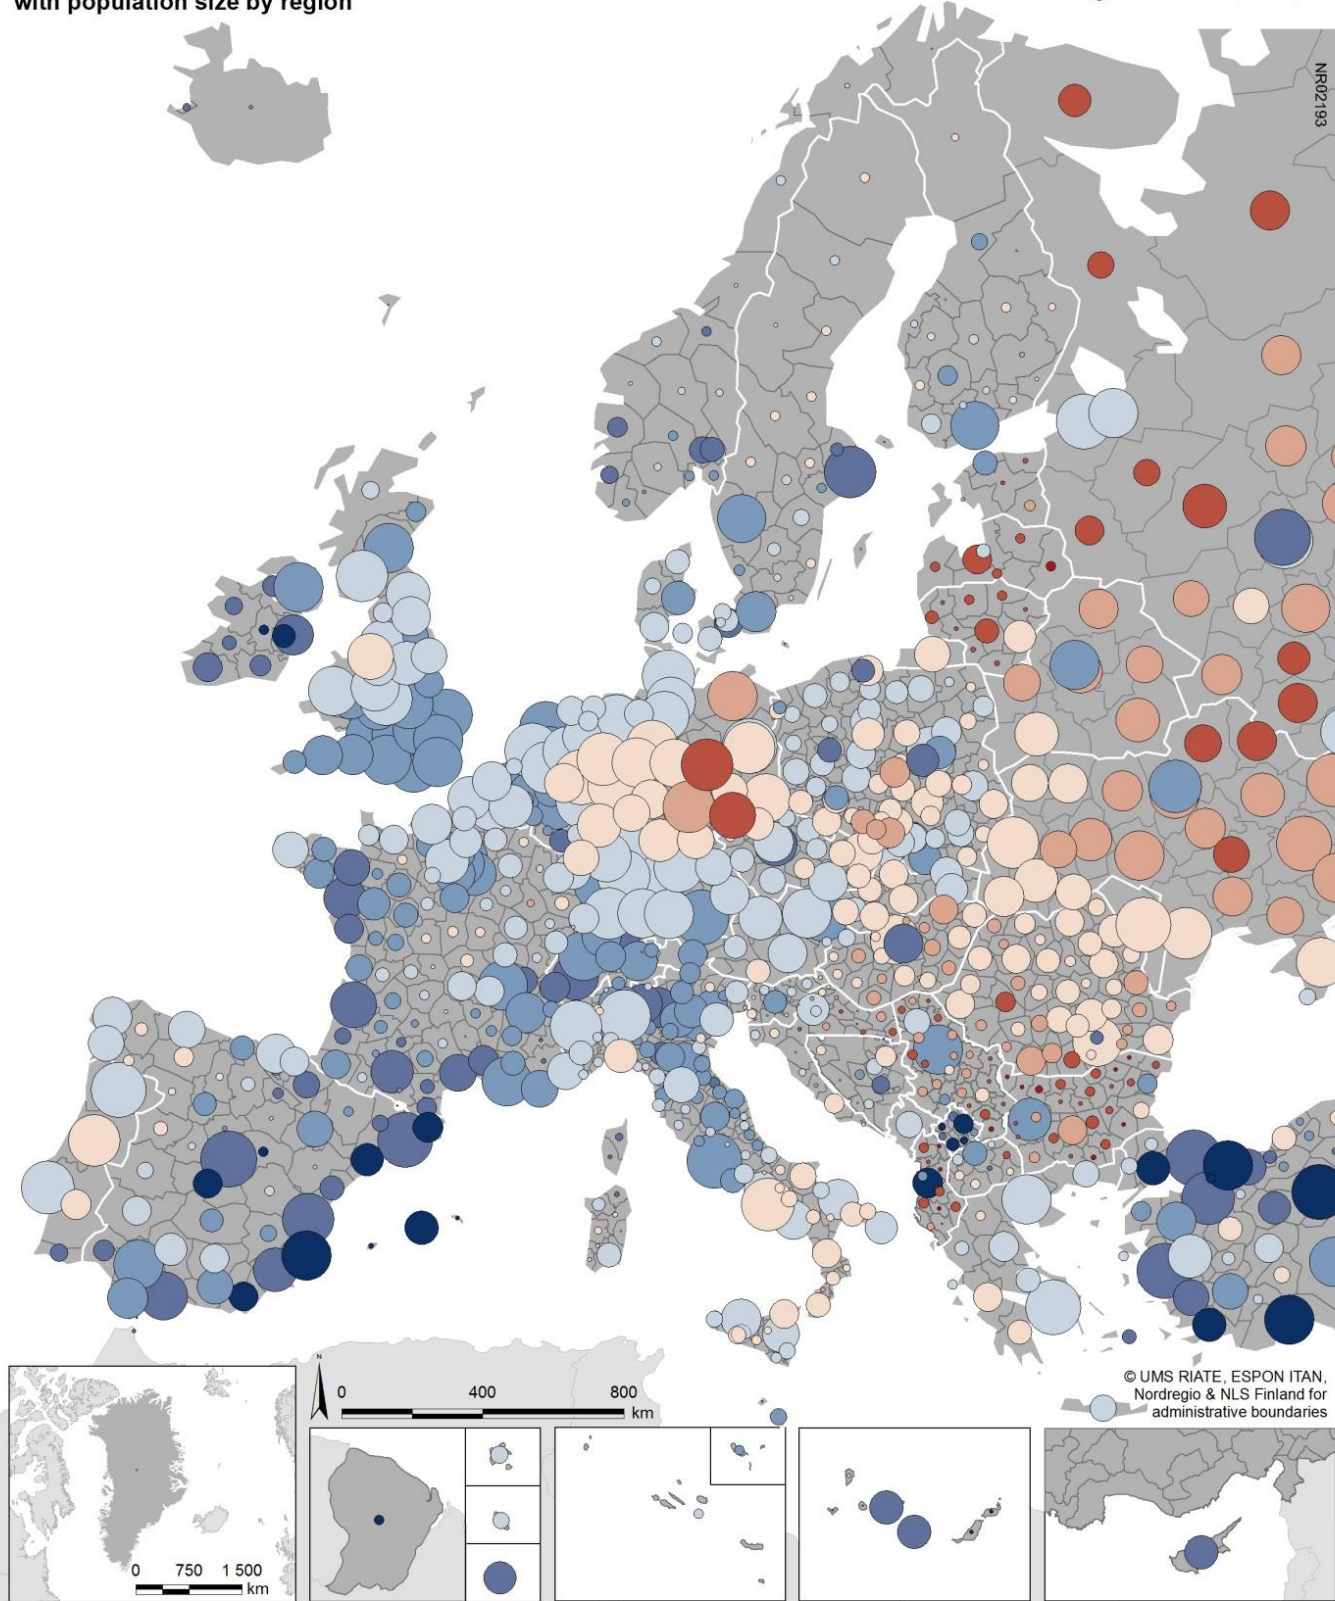 with population size by region
NR02193
N
0 400 800
km
© UMS RIATE, ESPON ITAN,
Nordregio & NLS Finland for
administrative boundaries
0 750 1 500
km